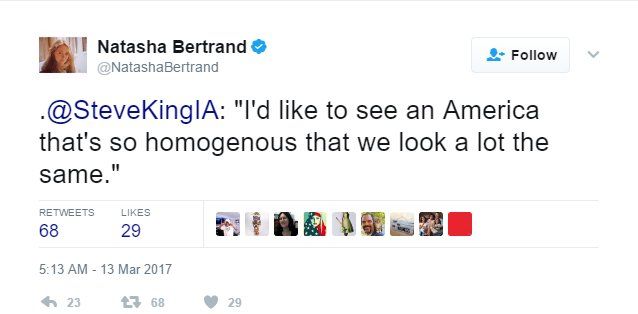 Natasha Bertrand
@NatashaBertrand
Follow
.@SteveKingIA: "I'd like to see an America
that's so homogenous that we look a lot the
same."
RETWEETS LIKES
68 29
5:13 AM - 13 Mar 2017
23 68 29